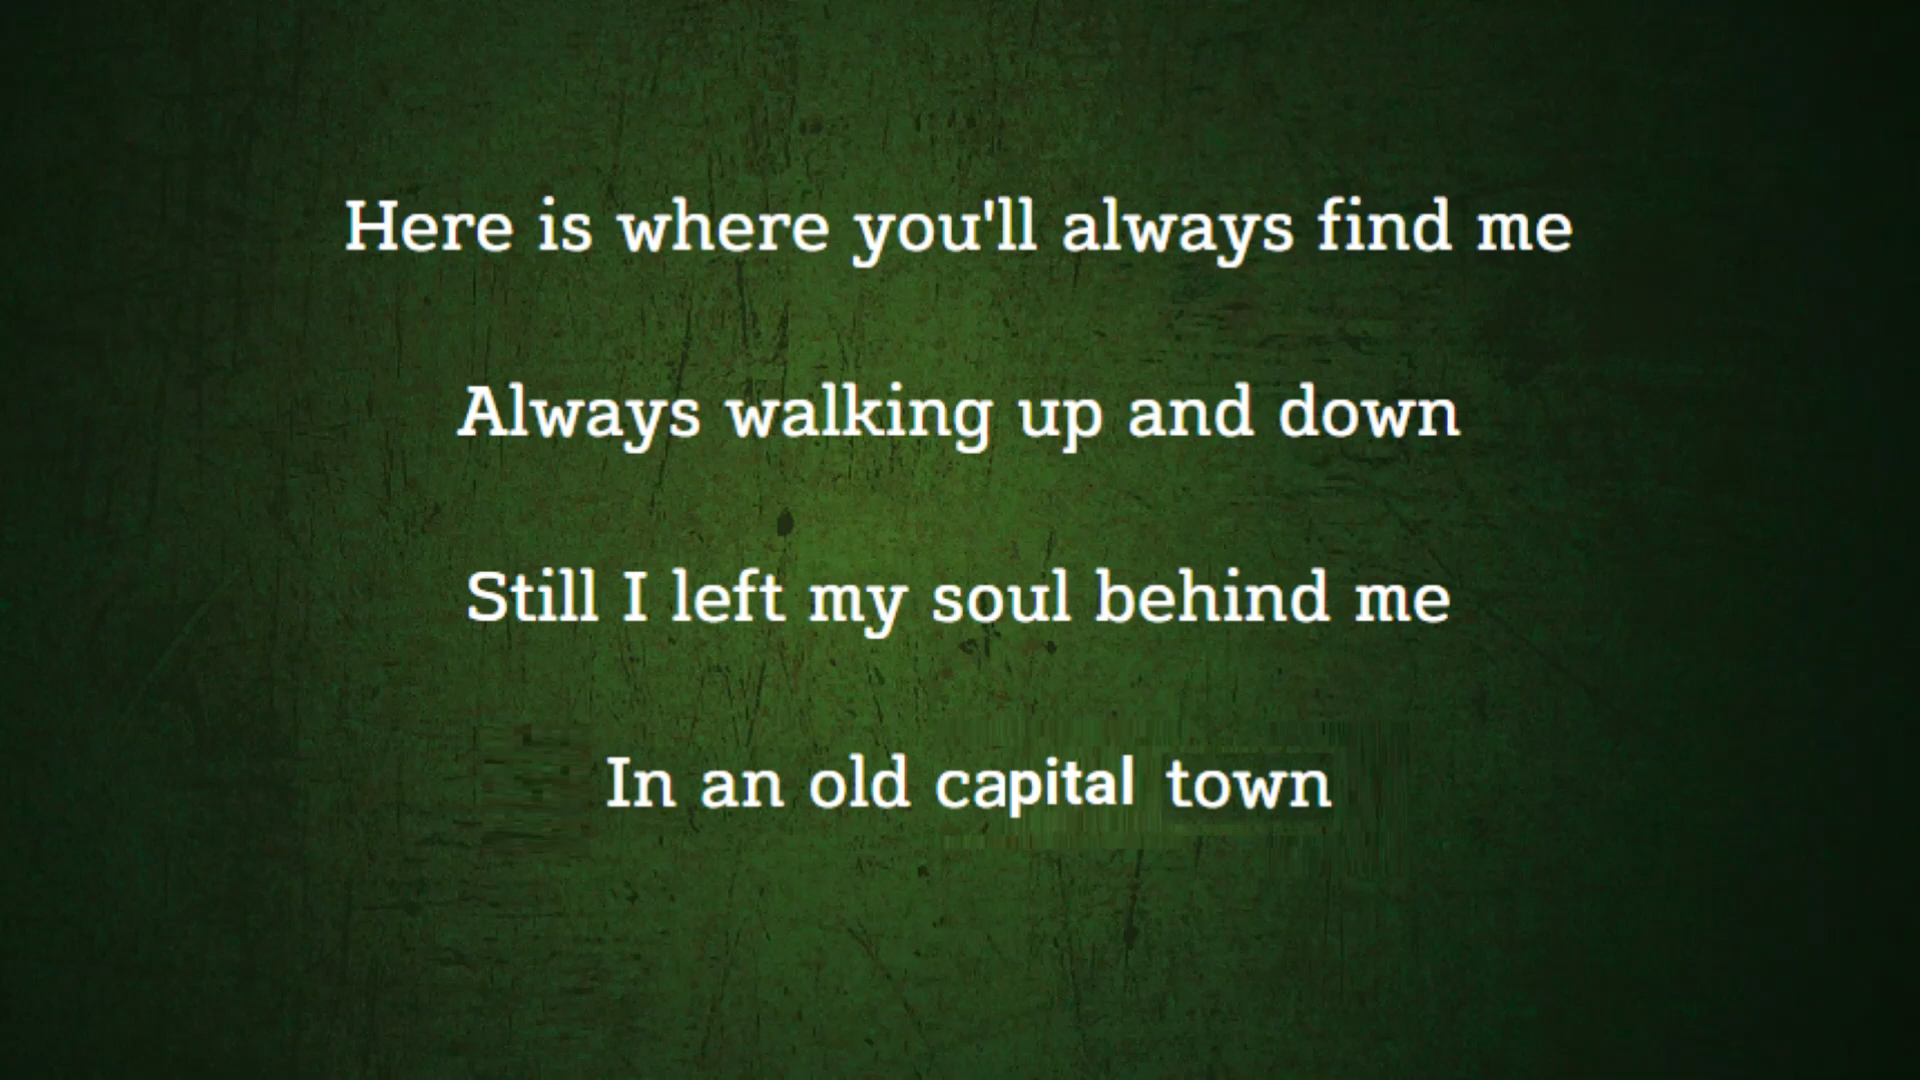 Here is where you'll always find me
Always walking up and down
Still I left my soul behind me
In an old capital town